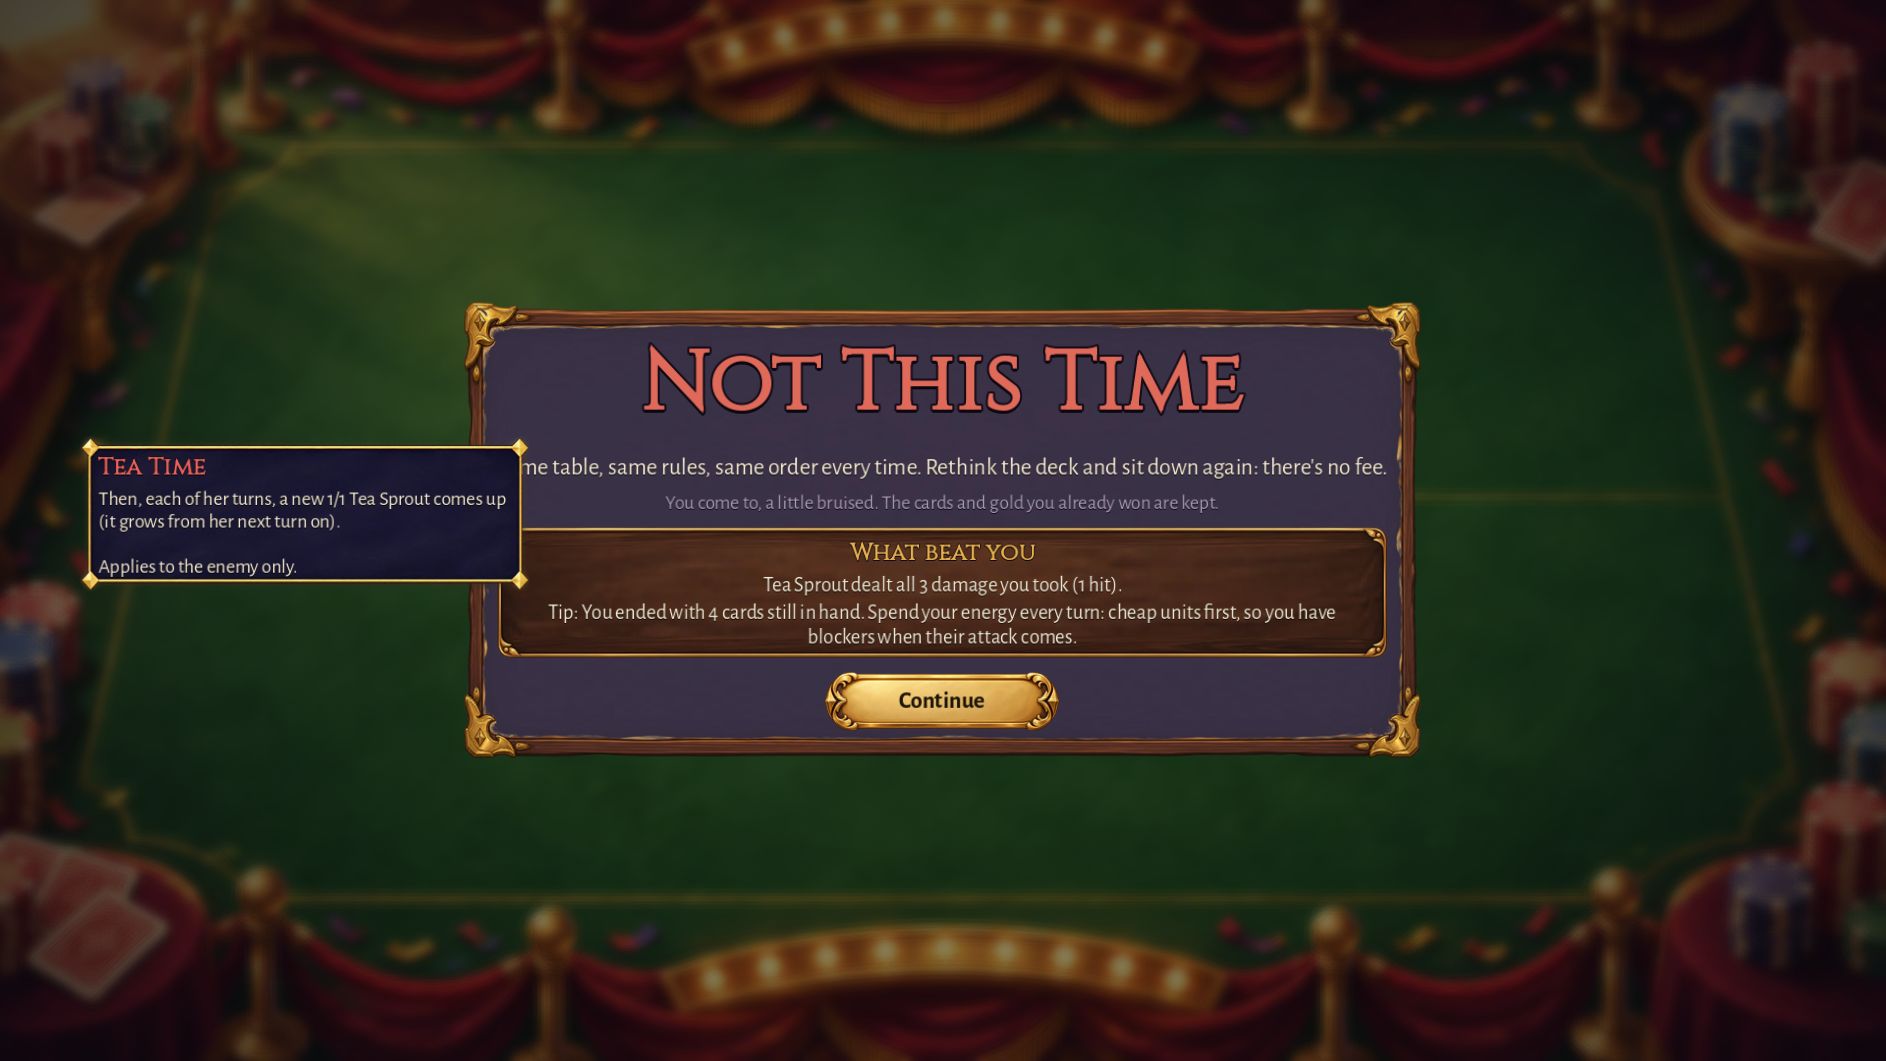 Not This Time
me table, same rules, same order every time. Rethink the deck and sit down again: there's no fee.
You come to, a little bruised. The cards and gold you already won are kept.
Tea Time
Then, each of her turns, a new 1/1 Tea Sprout comes up
(it grows from her next turn on).
Applies to the enemy only.
What beat you
Tea Sprout dealt all 3 damage you took (1 hit).
Tip: You ended with 4 cards still in hand. Spend your energy every turn: cheap units first, so you have
blockers when their attack comes.
Continue